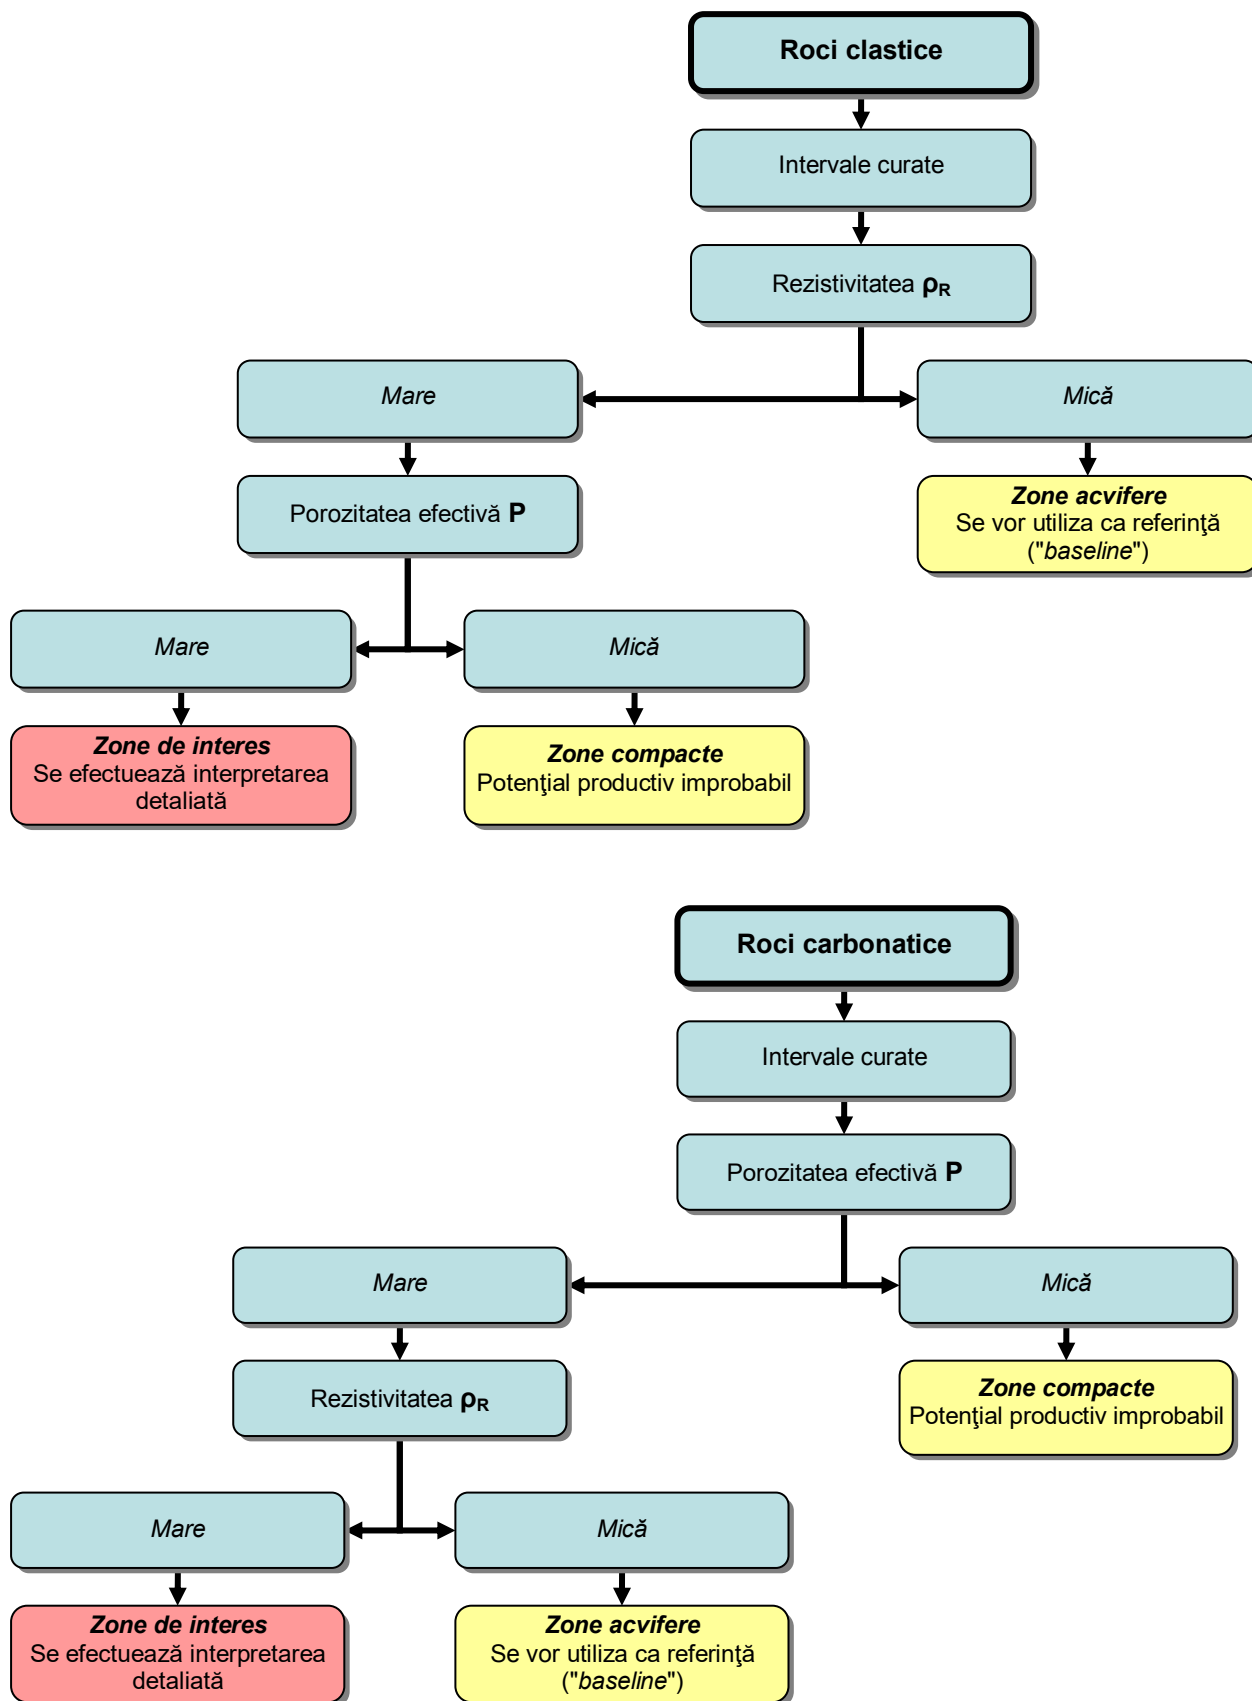 Roci clastice
Intervale curate
Rezistivitatea ρR
Mare
Mică
Porozitatea efectivă P
Zone acvifere
Se vor utiliza ca referinţă
("baseline")
Mare
Mică
Zone de interes
Se efectuează interpretarea
detaliată
Zone compacte
Potenţial productiv improbabil
Roci carbonatice
Intervale curate
Porozitatea efectivă P
Mare
Mică
Rezistivitatea ρR
Zone compacte
Potenţial productiv improbabil
Mare
Mică
Zone de interes
Se efectuează interpretarea
detaliată
Zone acvifere
Se vor utiliza ca referinţă
("baseline")